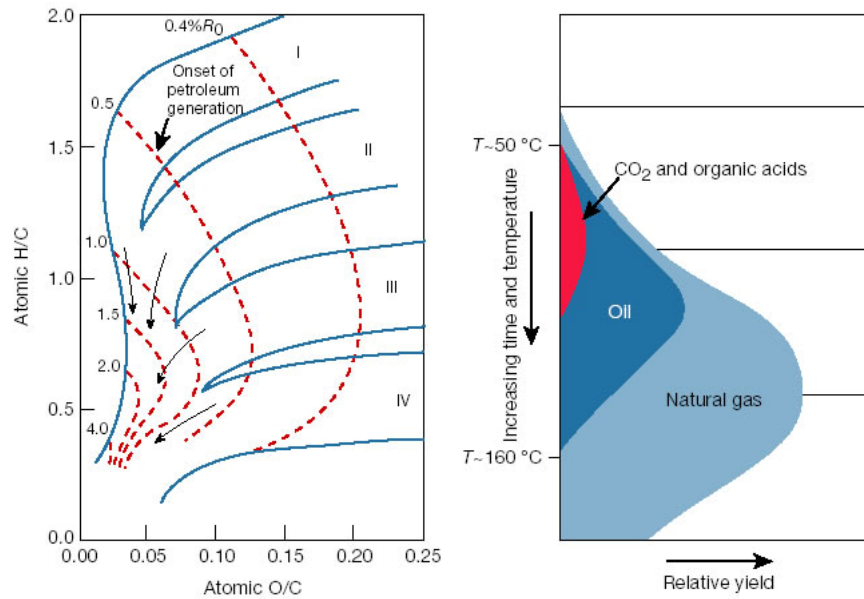 2.0
1.5
1.0
0.5
0.0
Atomic H/C
0.00
0.05
0.10
0.15
0.20
0.25
Atomic O/C
0.4%R0
I
Onset of
petroleum
generation
0.5
II
1.0
III
1.5
2.0
IV
4.0
T~50 °C
CO2 and organic acids
Increasing time and temperature
Oil
Natural gas
T~160 °C
Relative yield